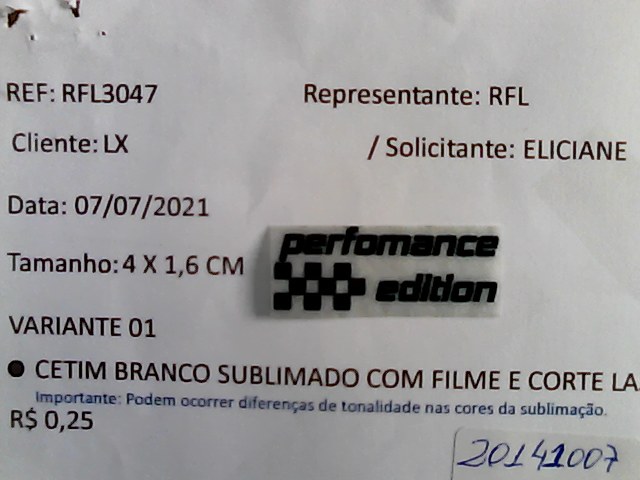 REF: RFL3047 Representante: RFL
Cliente: LX / Solicitante: ELICIANE
Data: 07/07/2021
perfomance
Tamanho: 4 X 1,6 CM
edition
VARIANTE 01
● CETIM BRANCO SUBLIMADO COM FILME E CORTE LA
Importante: Podem ocorrer diferenças de tonalidade nas cores da sublimação.
R$ 0,25
20141007